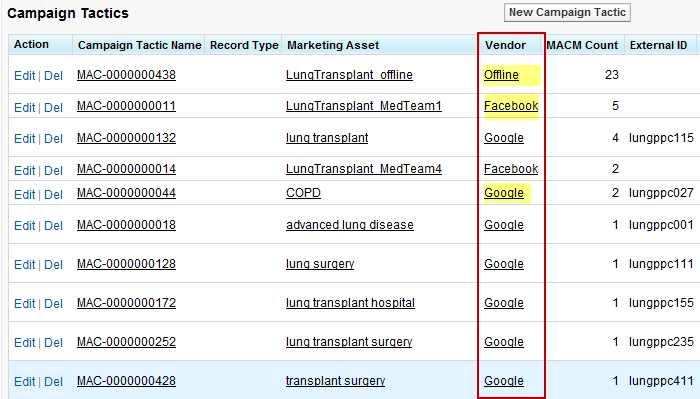 Campaign Tactics New Campaign Tactic
Action Campaign Tactic Name Record Type Marketing Asset Vendor MACM Count External ID
Edit | Del MAC-0000000438 LungTransplant_offline Offline 23
Edit | Del MAC-0000000011 LungTransplant_MedTeam1 Facebook 5
Edit | Del MAC-0000000132 lung transplant Google 4 lungppc115
Edit | Del MAC-0000000014 LungTransplant_MedTeam4 Facebook 2
Edit | Del MAC-0000000044 COPD Google 2 lungppc027
Edit | Del MAC-0000000018 advanced lung disease Google 1 lungppc001
Edit | Del MAC-0000000128 lung surgery Google 1 lungppc111
Edit | Del MAC-0000000172 lung transplant hospital Google 1 lungppc155
Edit | Del MAC-0000000252 lung transplant surgery Google 1 lungppc235
Edit | Del MAC-0000000428 transplant surgery Google 1 lungppc411